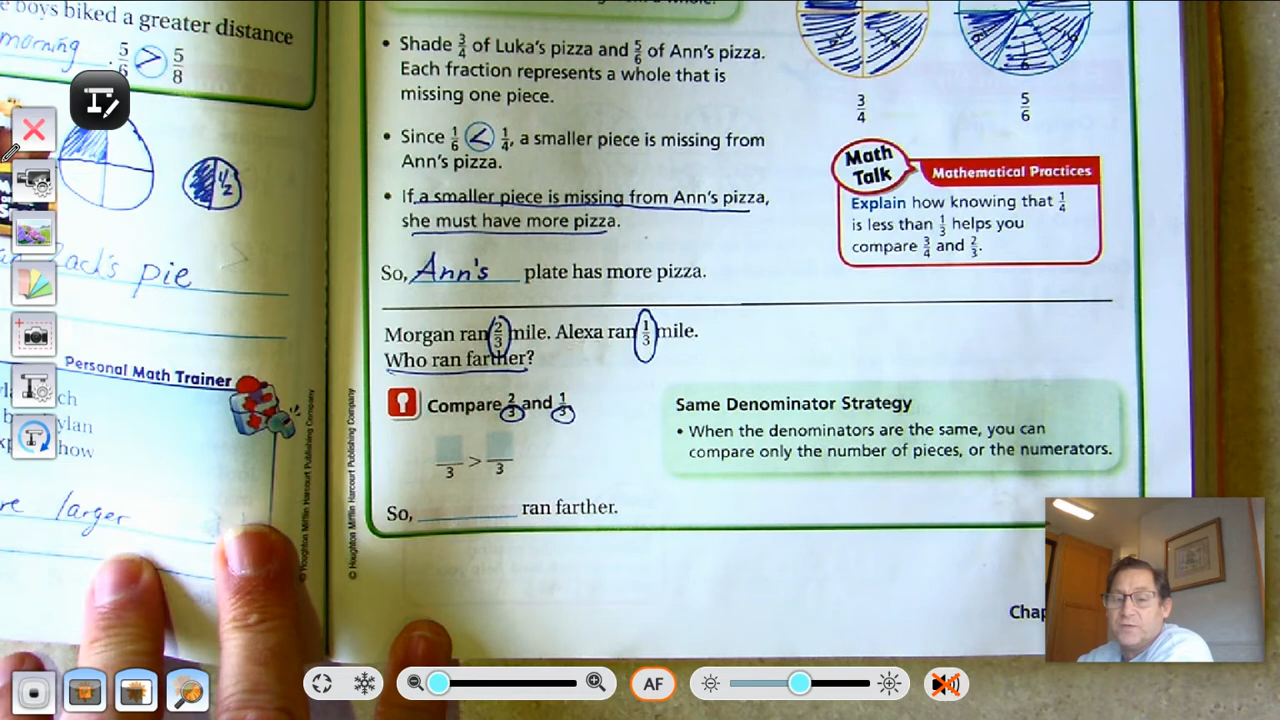 e boys biked a greater distance
morning . 5/6 > 5/8
1/2
Zack's pie
Personal Math Trainer
ch
ylan
how
re larger
© Houghton Mifflin Harcourt Publishing Company
© Houghton Mifflin Harcourt Publishing Company
• Shade 3/4 of Luka's pizza and 5/6 of Ann's pizza.
Each fraction represents a whole that is
missing one piece.
• Since 1/6 < 1/4, a smaller piece is missing from
Ann's pizza.
• If a smaller piece is missing from Ann's pizza,
she must have more pizza.
So, Ann's plate has more pizza.
3/4
5/6
Math
Talk
Mathematical Practices
Explain how knowing that 1/4
is less than 1/3 helps you
compare 3/4 and 2/3.
Morgan ran 2/3 mile. Alexa ran 1/3 mile.
Who ran farther?
Compare 2/3 and 1/3
/3 > /3
So, ran farther.
Same Denominator Strategy
• When the denominators are the same, you can
compare only the number of pieces, or the numerators.
Chap
AF